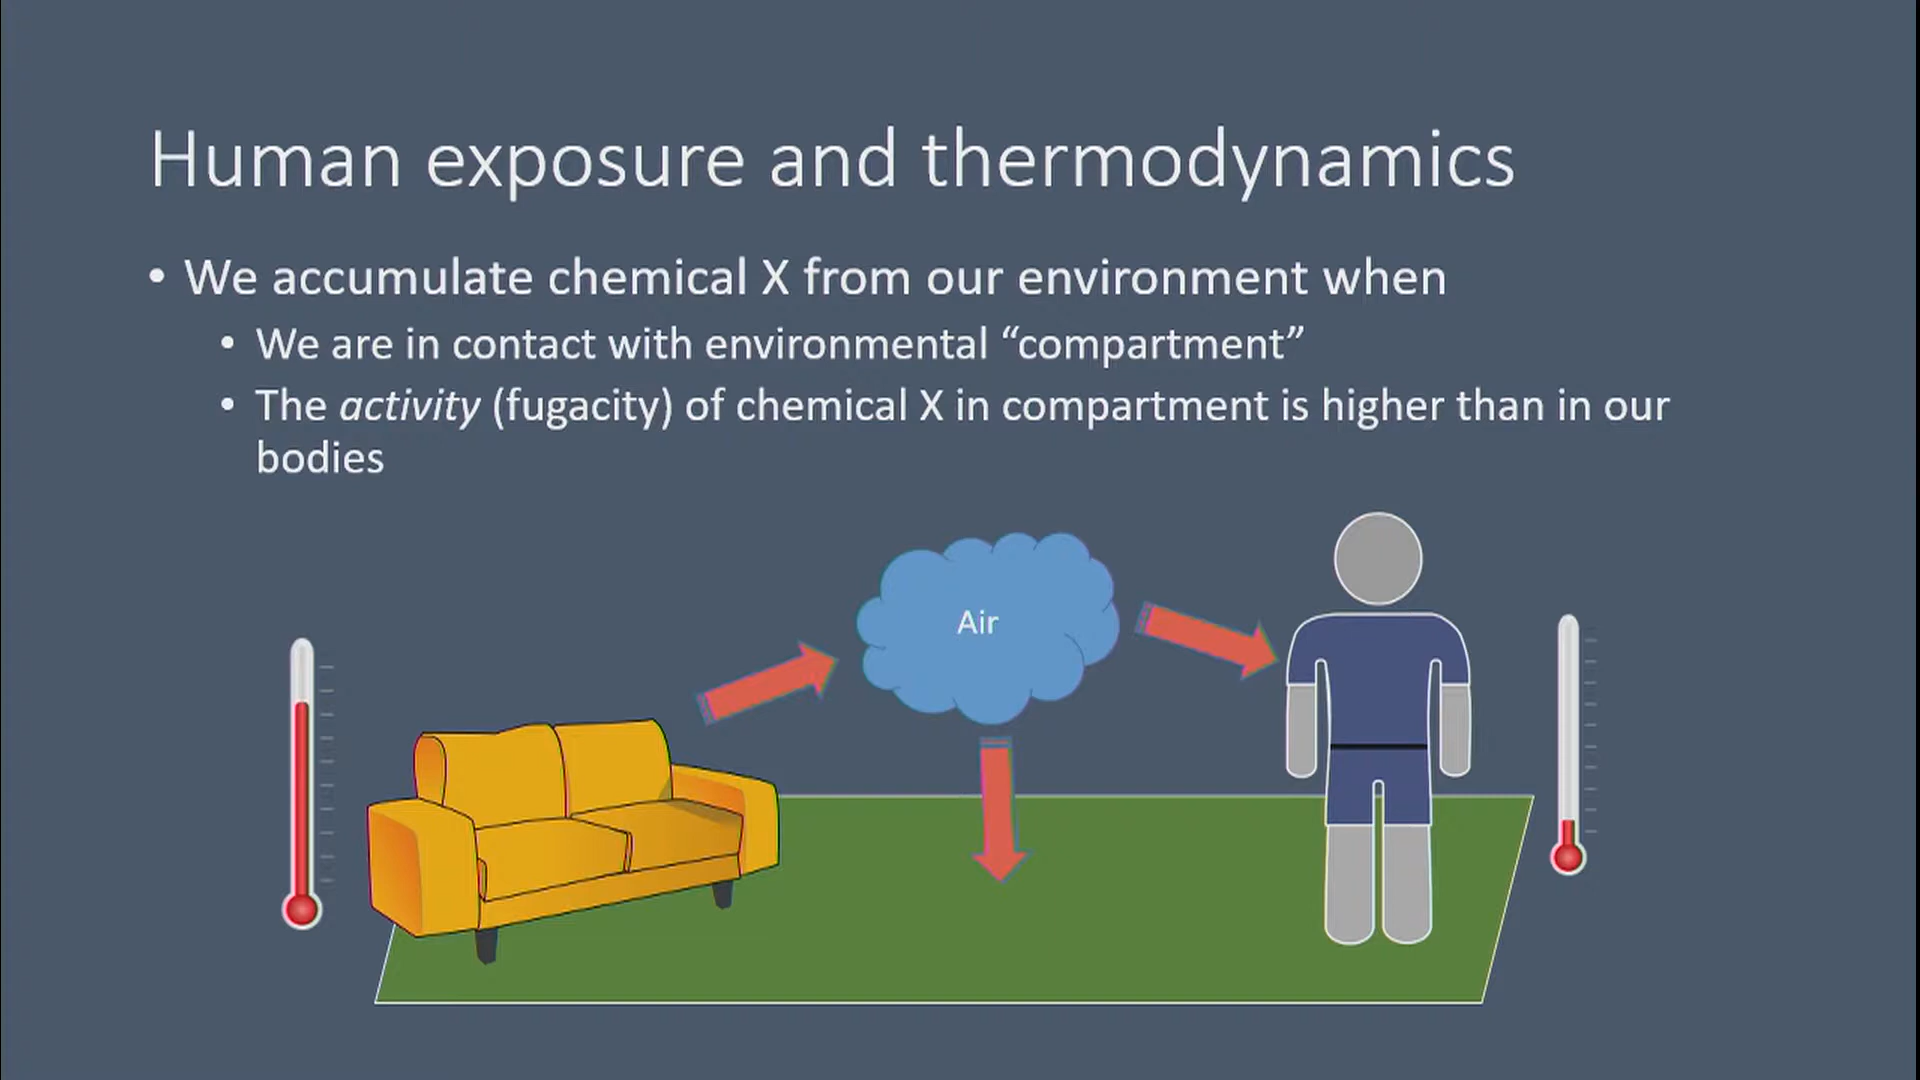 Human exposure and thermodynamics
• We accumulate chemical X from our environment when
• We are in contact with environmental “compartment”
• The activity (fugacity) of chemical X in compartment is higher than in our
bodies
Air